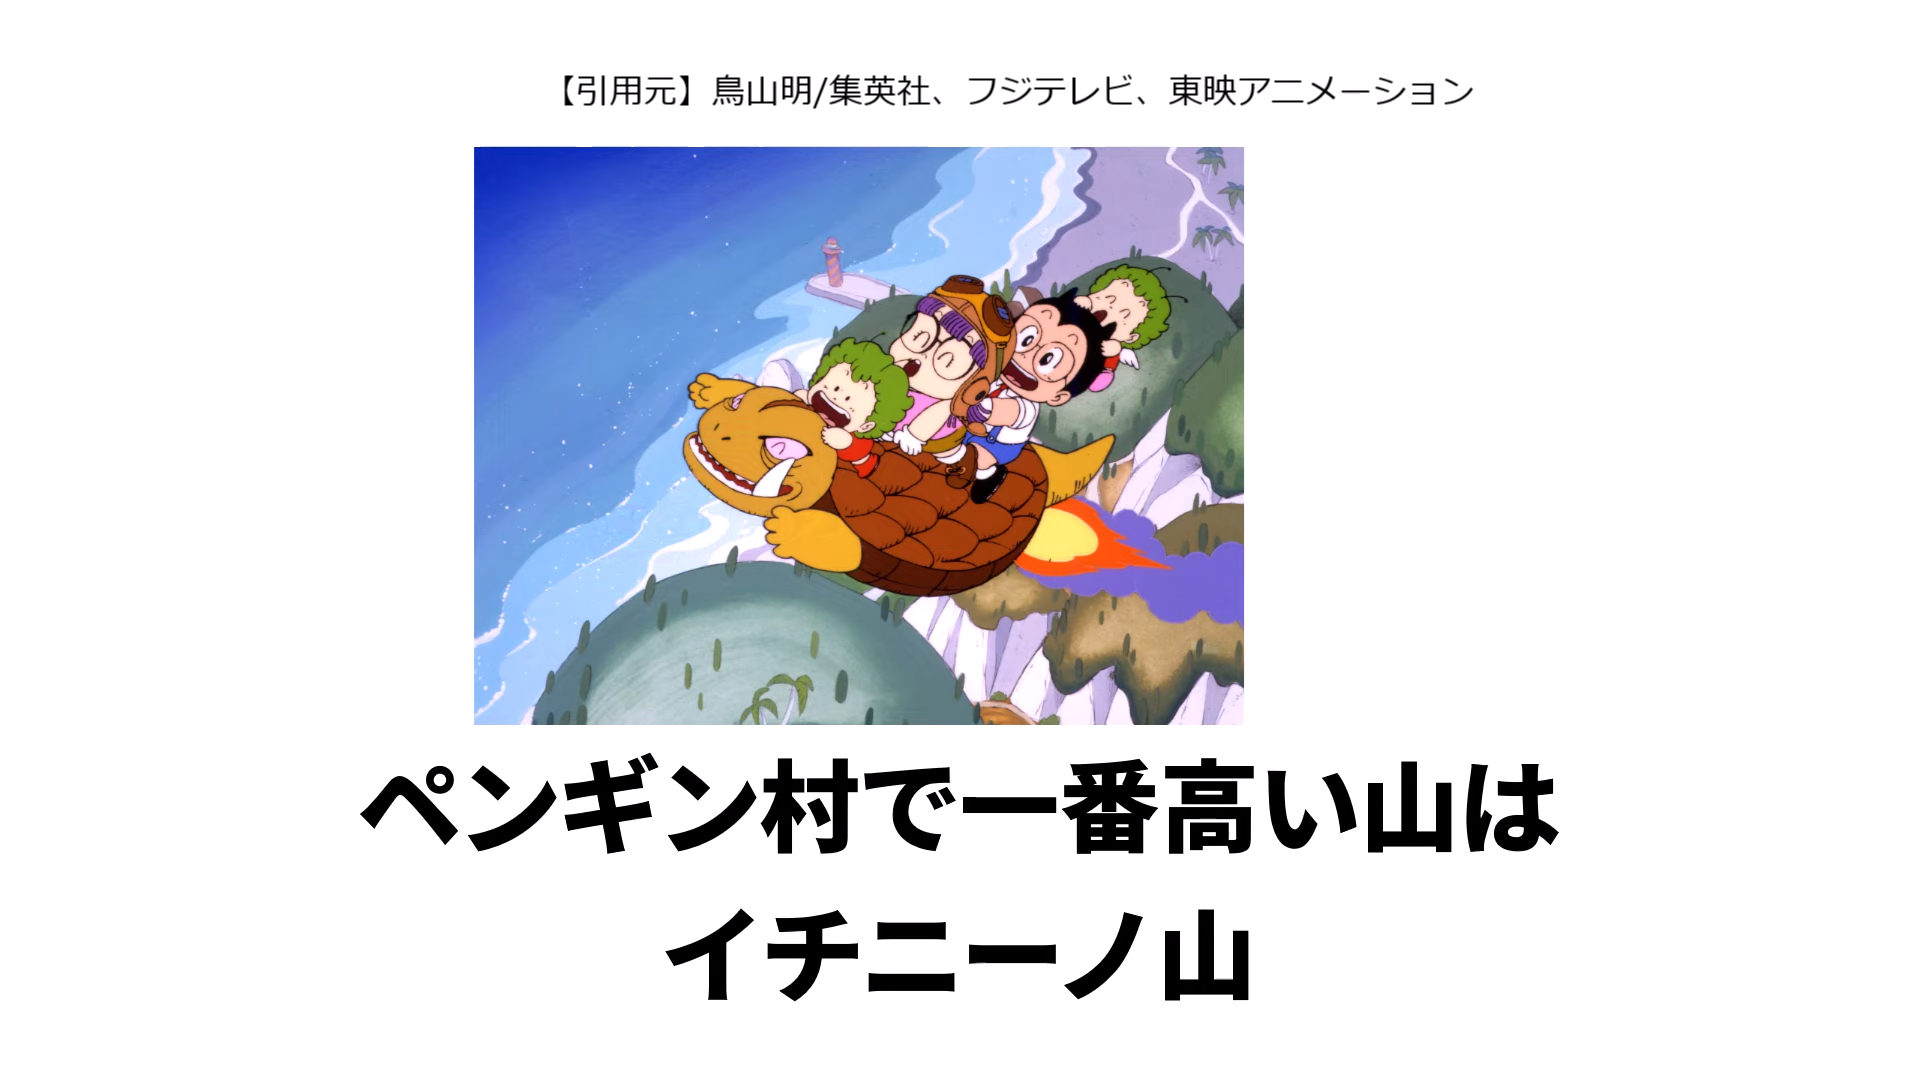 【引用元】鳥山明/集英社、フジテレビ、東映アニメーション
ペンギン村で一番高い山は
イチニーノ山